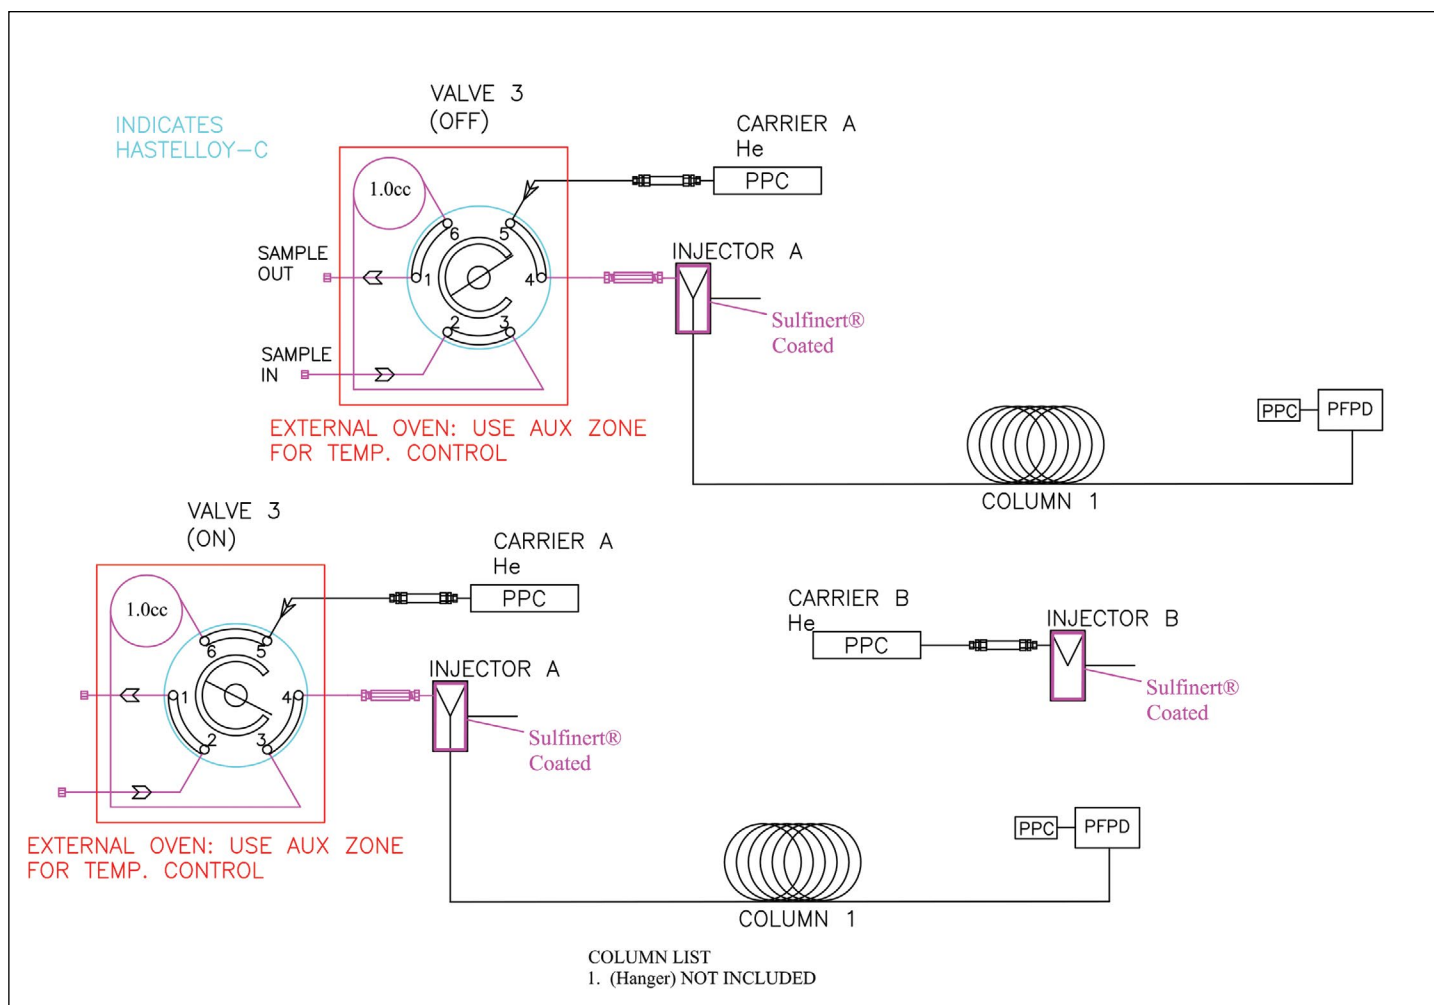 VALVE 3
(OFF)
INDICATES
HASTELLOY-C
CARRIER A
He
PPC
1.0cc
6
5
SAMPLE
OUT
1
4
INJECTOR A
2
3
Sulfinert®
Coated
SAMPLE
IN
EXTERNAL OVEN: USE AUX ZONE
FOR TEMP. CONTROL
PPC
PFPD
COLUMN 1
VALVE 3
(ON)
CARRIER A
He
PPC
1.0cc
6
5
1
4
INJECTOR A
2
3
Sulfinert®
Coated
EXTERNAL OVEN: USE AUX ZONE
FOR TEMP. CONTROL
CARRIER B
He
PPC
INJECTOR B
Sulfinert®
Coated
PPC
PFPD
COLUMN 1
COLUMN LIST
1. (Hanger) NOT INCLUDED